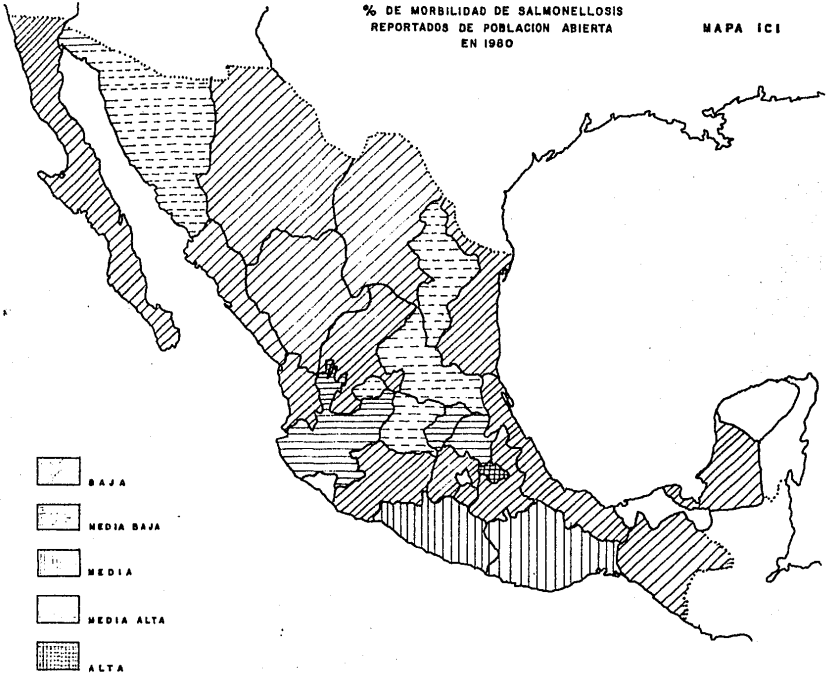 % DE MORBILIDAD DE SALMONELLOSIS
REPORTADOS DE POBLACION ABIERTA
EN 1980
MAPA ICI
BAJA
MEDIA BAJA
MEDIA
MEDIA ALTA
ALTA